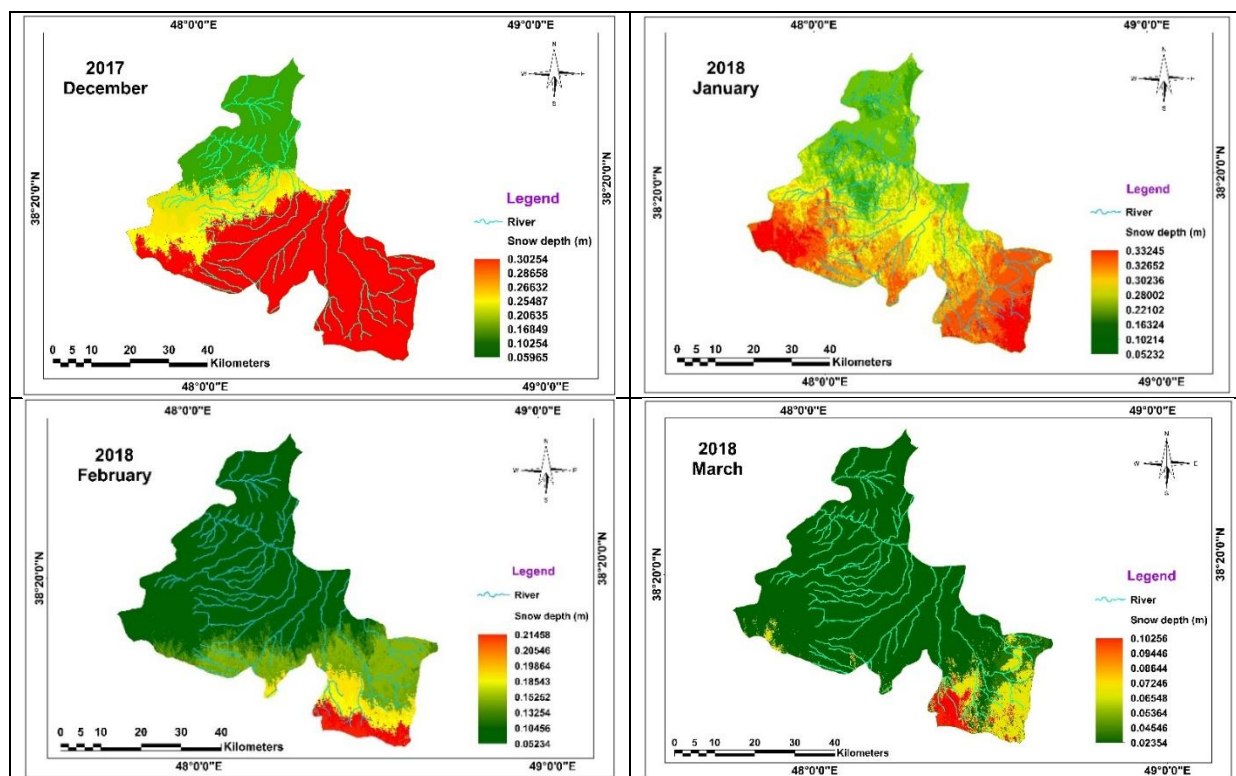 48°0'0"E
2017
December
N
W
S
38°20'0"N
38°20'0"N
Legend
River
Snow depth (m)
0.30254
0.28658
0.26632
0.25487
0.20635
0.16849
0.10254
0.05965
0 5 10 20 30 40
Kilometers
48°0'0"E
49°0'0"E
48°0'0"E
49°0'0"E
2018
January
N
W
S
38°20'0"N
38°20'0"N
Legend
River
Snow depth (m)
0.33245
0.32652
0.30236
0.28002
0.22102
0.16324
0.10214
0.05232
0 5 10 20 30 40
Kilometers
48°0'0"E
49°0'0"E
48°0'0"E
49°0'0"E
2018
February
N
W
S
38°20'0"N
38°20'0"N
Legend
River
Snow depth (m)
0.21458
0.20546
0.19864
0.18543
0.15262
0.13254
0.10456
0.05234
0 5 10 20 30 40
Kilometers
48°0'0"E
49°0'0"E
48°0'0"E
49°0'0"E
2018
March
N
W E
S
38°20'0"N
38°20'0"N
Legend
River
Snow depth (m)
0.10256
0.09446
0.08644
0.07246
0.06548
0.05364
0.04546
0.02354
0 5 10 20 30 40
Kilometers
48°0'0"E
49°0'0"E